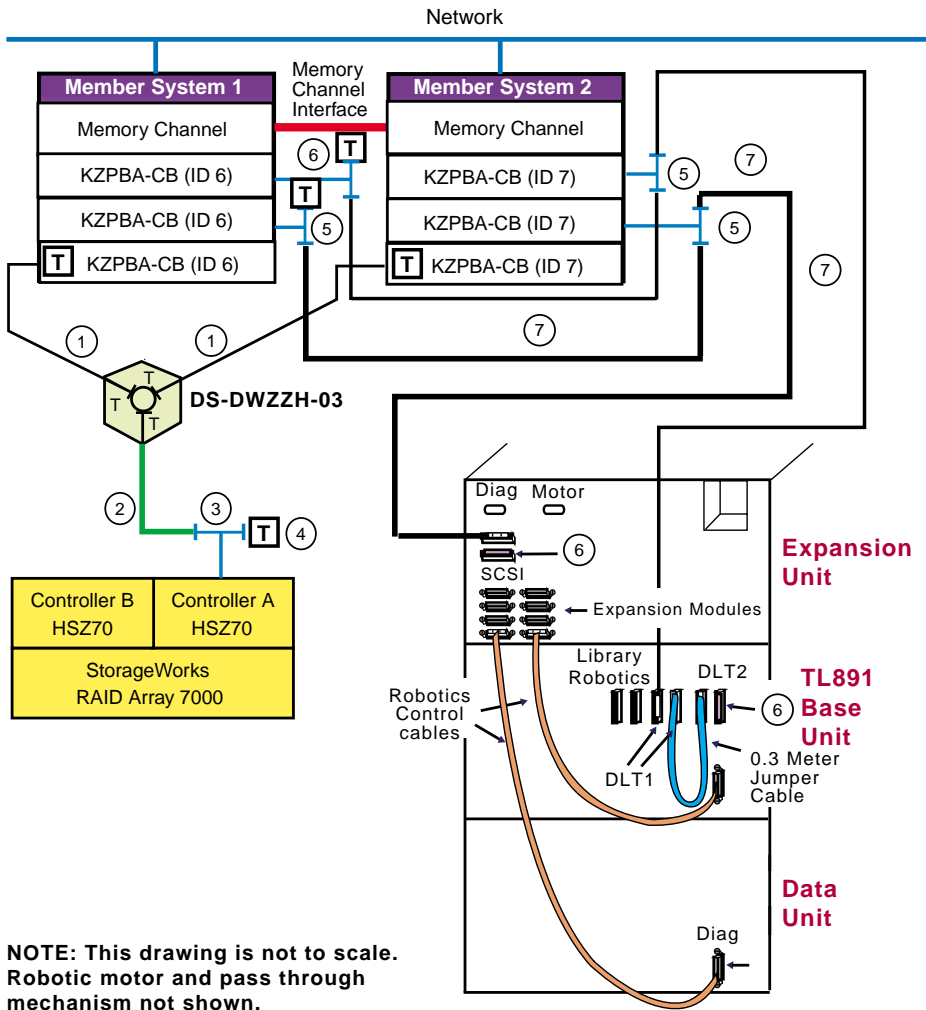 Network
Member System 1
Memory
Channel
Interface
Member System 2
Memory Channel
Memory Channel
6
T
KZPBA-CB (ID 6)
KZPBA-CB (ID 7)
5
7
T
KZPBA-CB (ID 6)
5
KZPBA-CB (ID 7)
5
T KZPBA-CB (ID 6)
T KZPBA-CB (ID 7)
7
1
1
7
T
T
T
DS-DWZZH-03
2
3
T
4
Controller B
HSZ70
Controller A
HSZ70
StorageWorks
RAID Array 7000
Diag
Motor
6
SCSI
Expansion
Unit
Expansion Modules
Library
Robotics
DLT2
TL891
Base
Unit
6
Robotics
Control
cables
DLT1
0.3 Meter
Jumper
Cable
Data
Unit
Diag
NOTE: This drawing is not to scale.
Robotic motor and pass through
mechanism not shown.